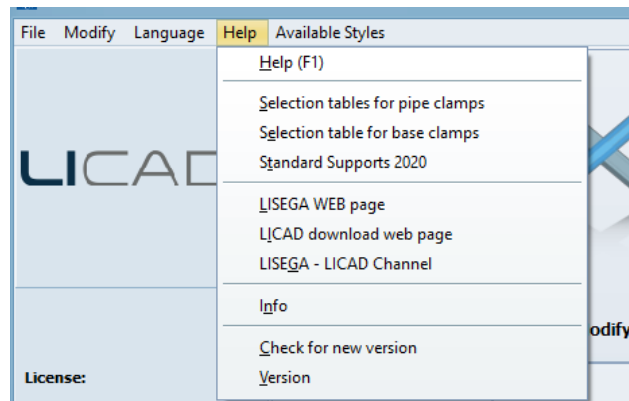 File Modify Language Help Available Styles
Help (F1)
Selection tables for pipe clamps
Selection table for base clamps
Standard Supports 2020
LICAD
LISEGA WEB page
LICAD download web page
LISEGA - LICAD Channel
Info
odify
Check for new version
License:
Version